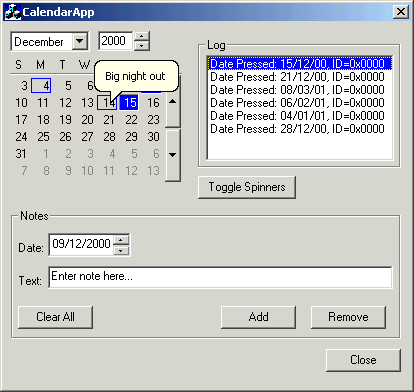 CalendarApp
December 2000
S M T W
Big night out
3 4 5 6
10 11 12 13 14 15 16
17 18 19 20 21 22 23
24 25 26 27 28 29 30
31 1 2 3 4 5 6
7 8 9 10 11 12 13
Log
Date Pressed: 15/12/00, ID=0x0000
Date Pressed: 21/12/00, ID=0x0000
Date Pressed: 08/03/01, ID=0x0000
Date Pressed: 06/02/01, ID=0x0000
Date Pressed: 04/01/01, ID=0x0000
Date Pressed: 28/12/00, ID=0x0000
Toggle Spinners
Notes
Date: 09/12/2000
Text: Enter note here...
Clear All Add Remove
Close